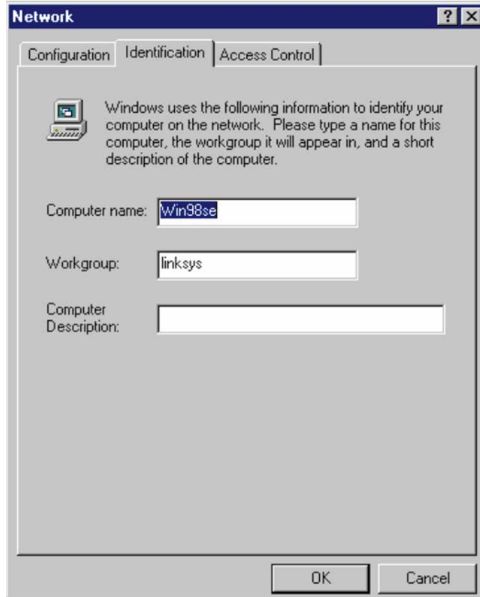 Network
Configuration Identification Access Control
Windows uses the following information to identify your
computer on the network. Please type a name for this
computer, the workgroup it will appear in, and a short
description of the computer.
Computer name: Win98se
Workgroup: linksys
Computer
Description:
OK Cancel